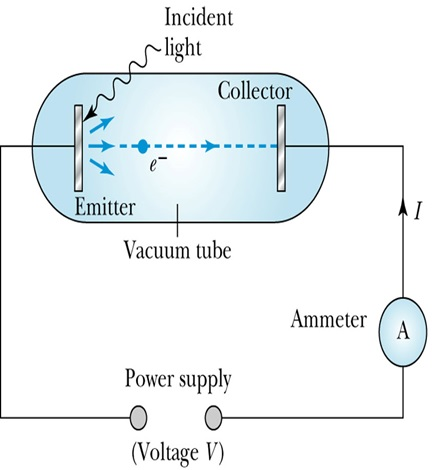 Incident
light
Collector
e−
Emitter
Vacuum tube
I
Ammeter
A
Power supply
(Voltage V)